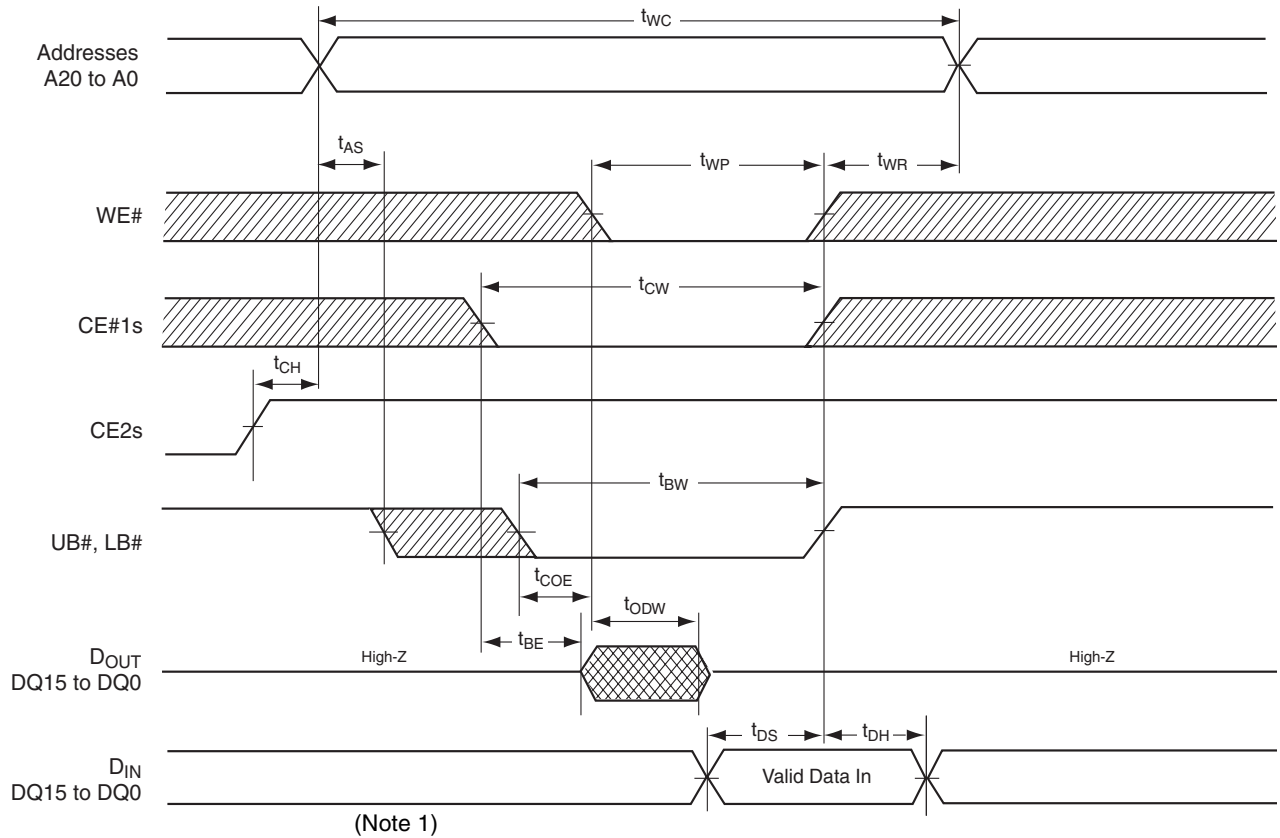 tWC
Addresses
A20 to A0
tAS
tWP
tWR
WE#
tCW
CE#1s
tCH
CE2s
tBW
UB#, LB#
tCOE
tODW
tBE
DOUT
DQ15 to DQ0
High-Z
High-Z
tDS
tDH
DIN
DQ15 to DQ0
Valid Data In
(Note 1)